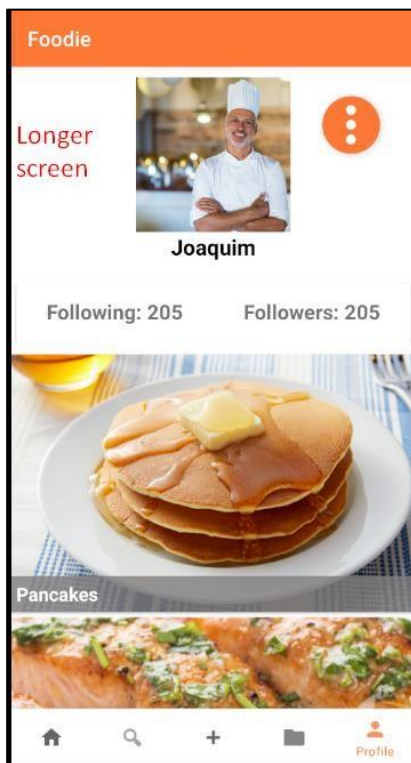 Foodie
Longer
screen
Joaquim
Following: 205
Followers: 205
Pancakes
Profile